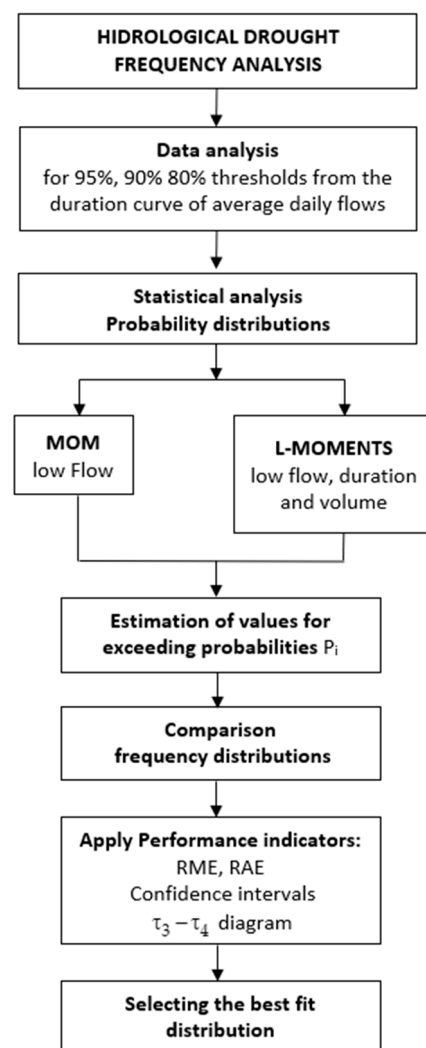 HIDROLOGICAL DROUGHT
FREQUENCY ANALYSIS
Data analysis
for 95%, 90% 80% thresholds from the
duration curve of average daily flows
Statistical analysis
Probability distributions
MOM
low Flow
L-MOMENTS
low flow, duration
and volume
Estimation of values for
exceeding probabilities Pᵢ
Comparison
frequency distributions
Apply Performance indicators:
RME, RAE
Confidence intervals
τ₃ – τ₄ diagram
Selecting the best fit
distribution